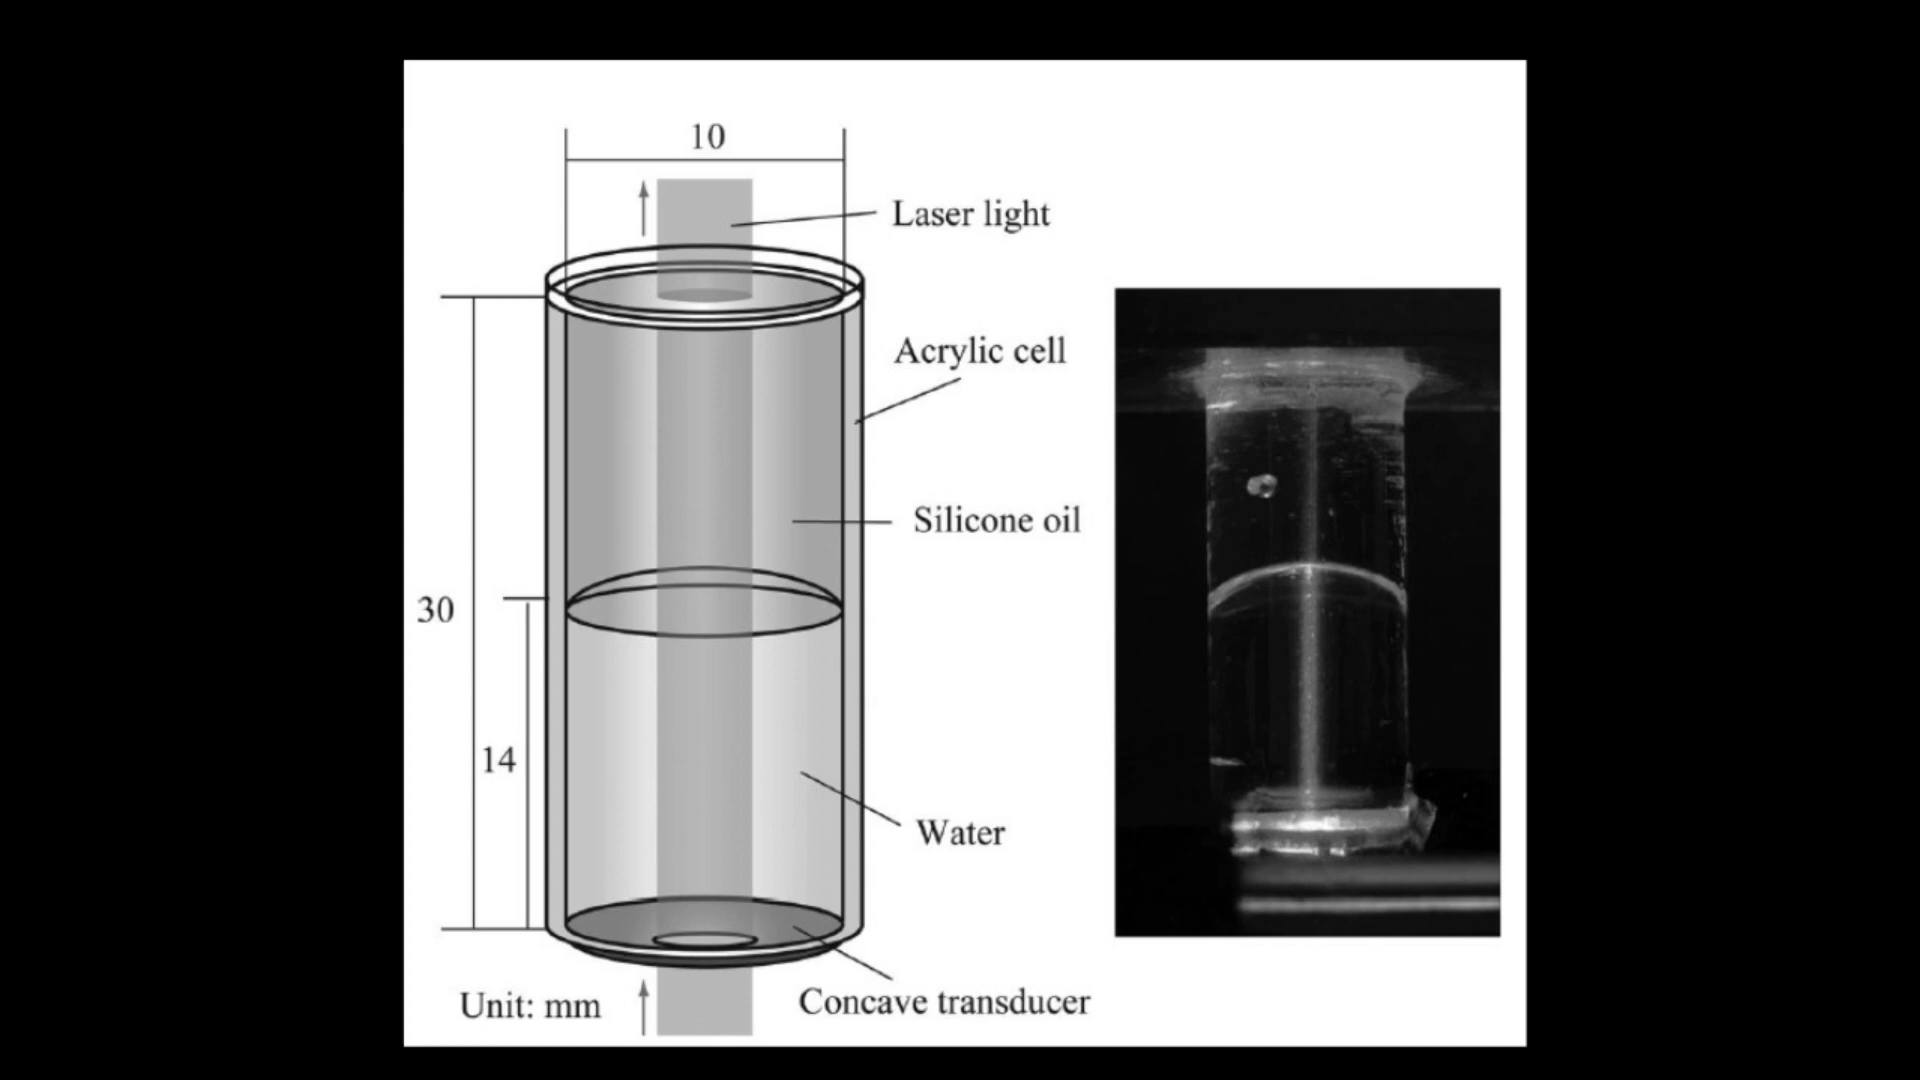 10
Laser light
Acrylic cell
Silicone oil
30
14
Water
Unit: mm
Concave transducer